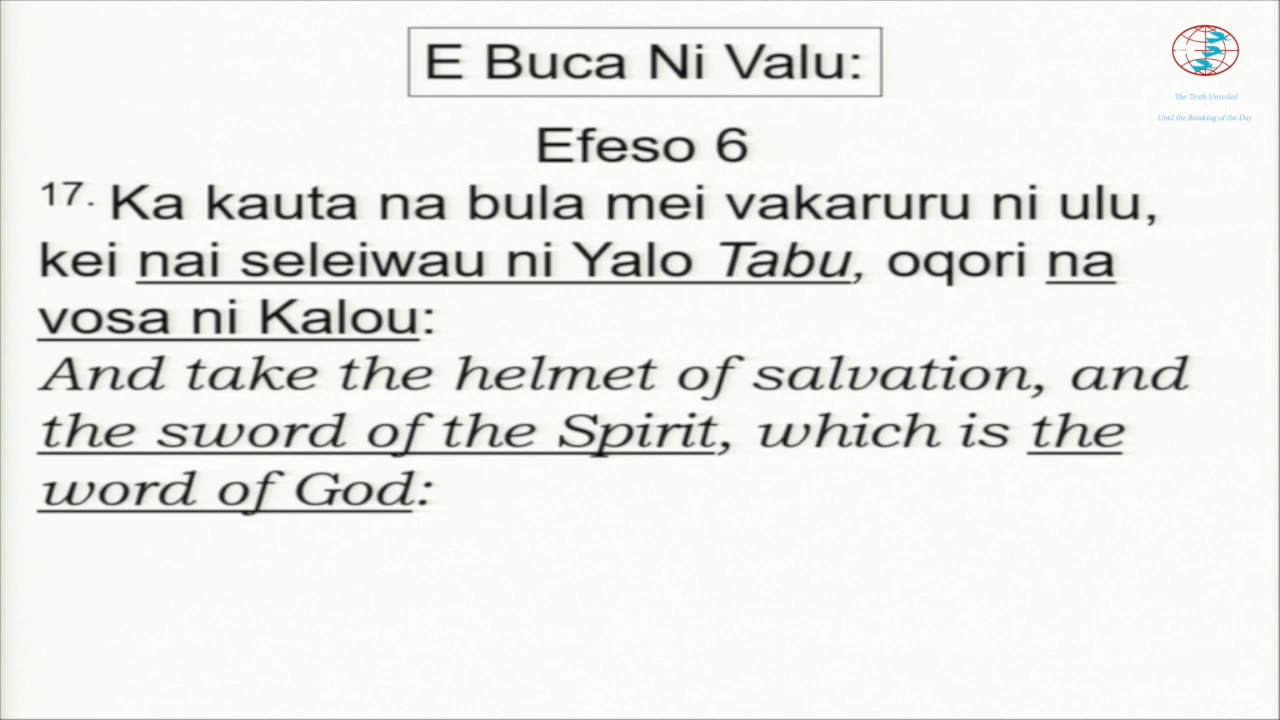 E Buca Ni Valu:
The Truth Unveiled
Until the Breaking of the Day
Efeso 6
17. Ka kauta na bula mei vakaruru ni ulu,
kei nai seleiwau ni Yalo Tabu, oqori na
vosa ni Kalou:
And take the helmet of salvation, and
the sword of the Spirit, which is the
word of God: